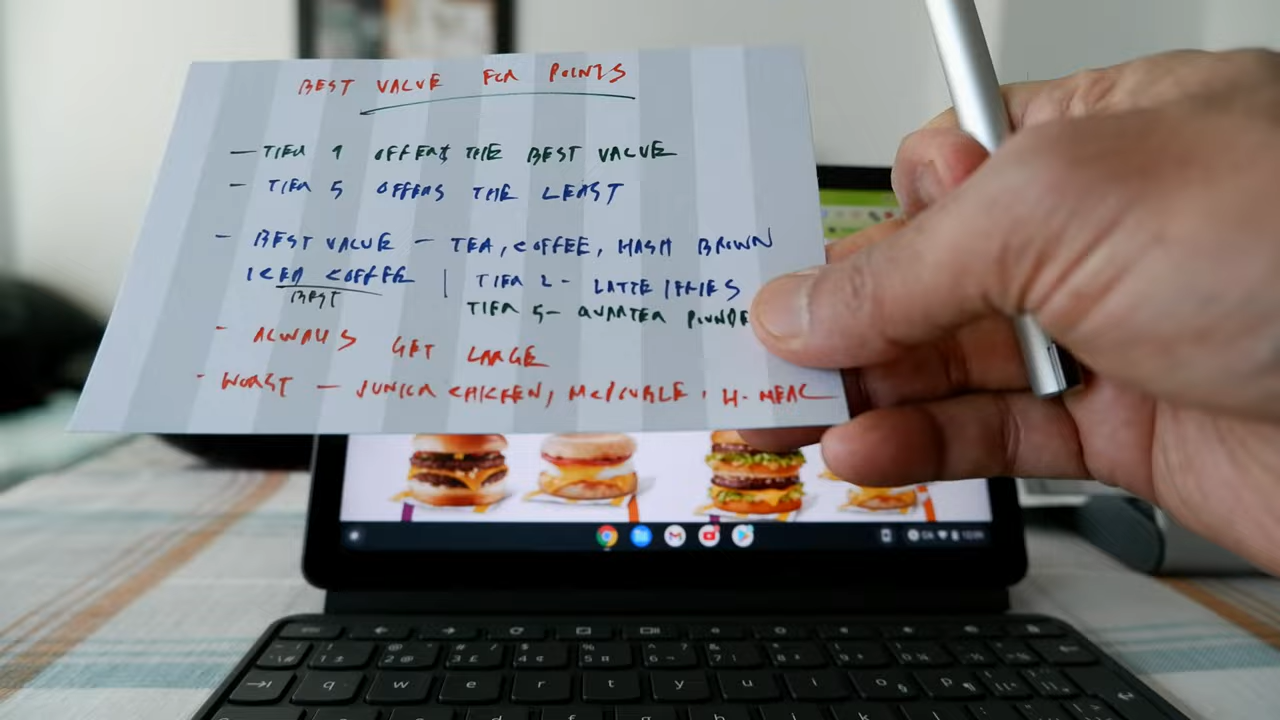 BEST VALUE FOR POINTS
— TIER 1 OFFERS THE BEST VALUE
- TIER 5 OFFERS THE LEAST
- BEST VALUE - TEA, COFFEE, HASH BROWN
ICED COFFEE | TIER 2 - LATTE / FRIES
BEST
TIER 5 - QUARTER POUNDE
- ALWAYS GET LARGE
- WORST - JUNIOR CHICKEN, MCDOUBLE, H. MEAL
q w e r t y u i o p